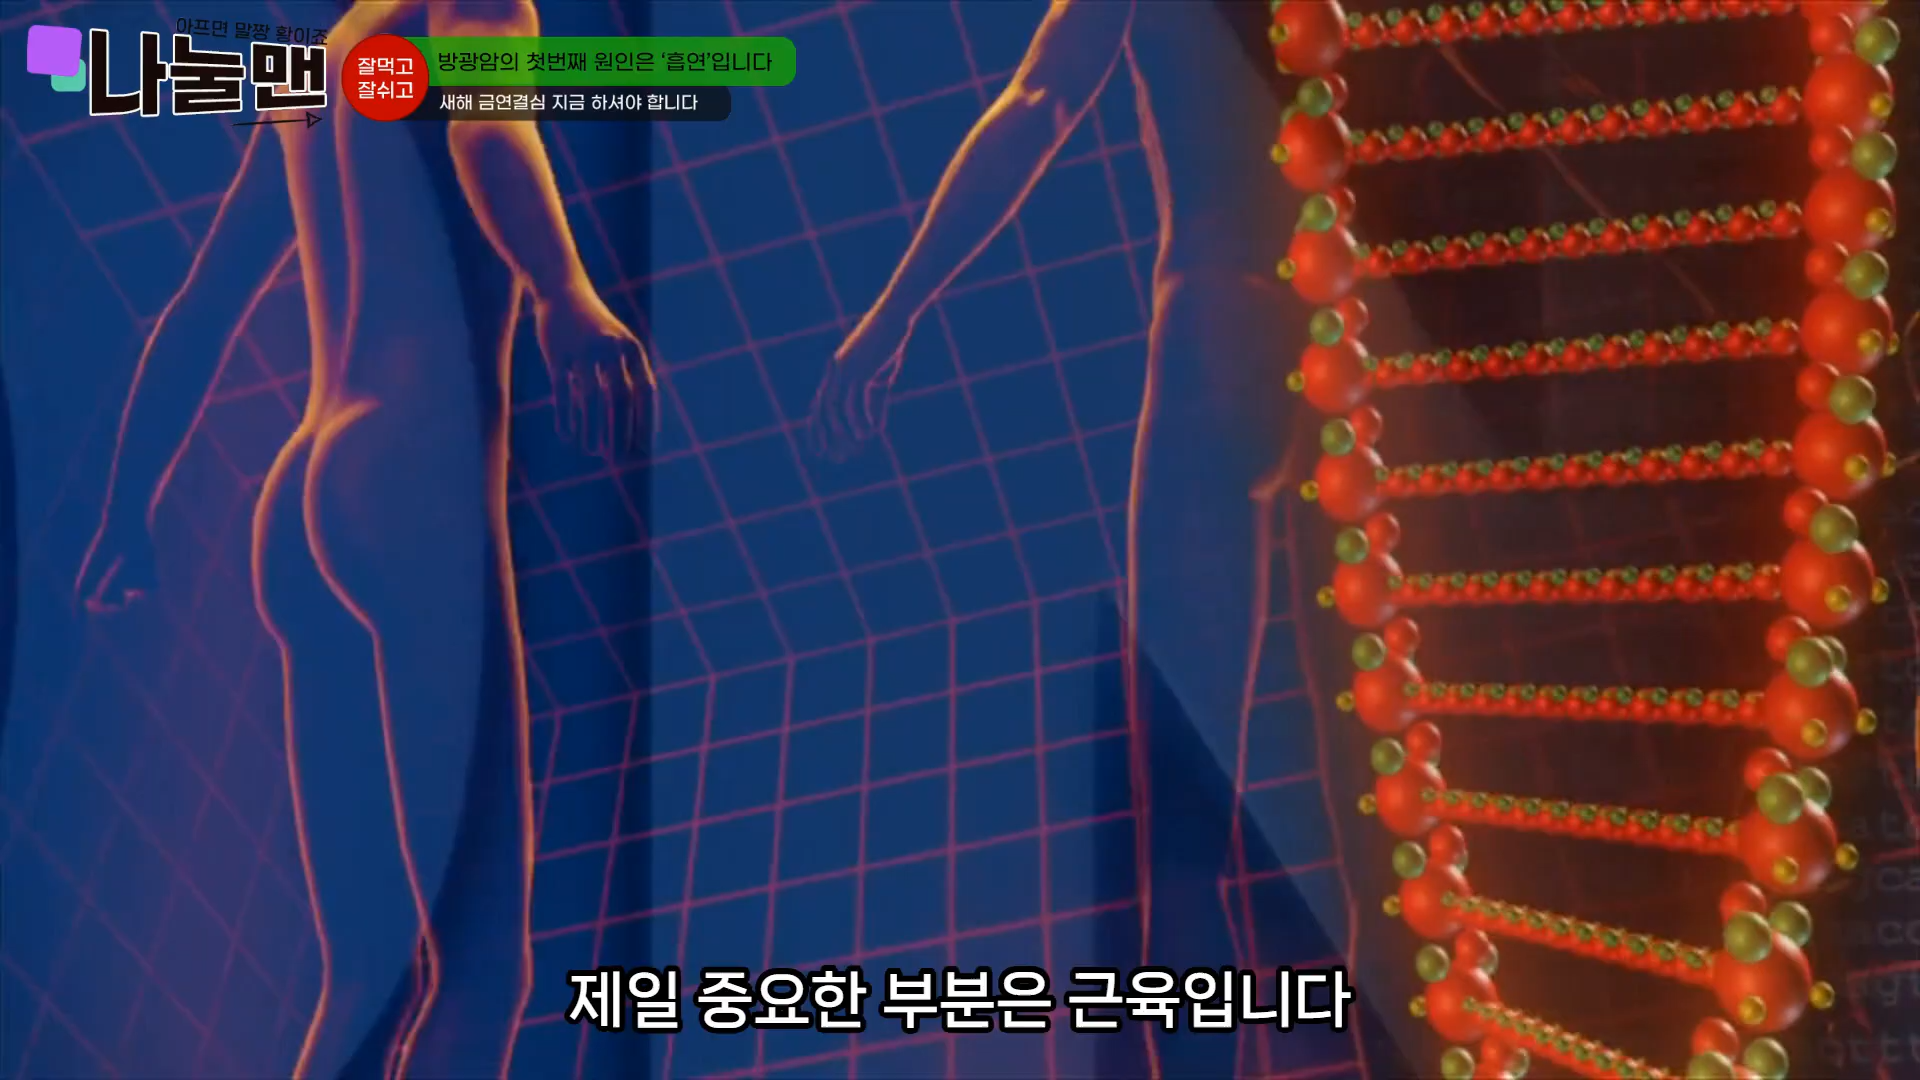 아프면 말짱 황이죠
나눌맨
잘먹고
잘쉬고
방광암의 첫번째 원인은 '흡연'입니다
새해 금연결심 지금 하셔야 합니다
제일 중요한 부분은 근육입니다